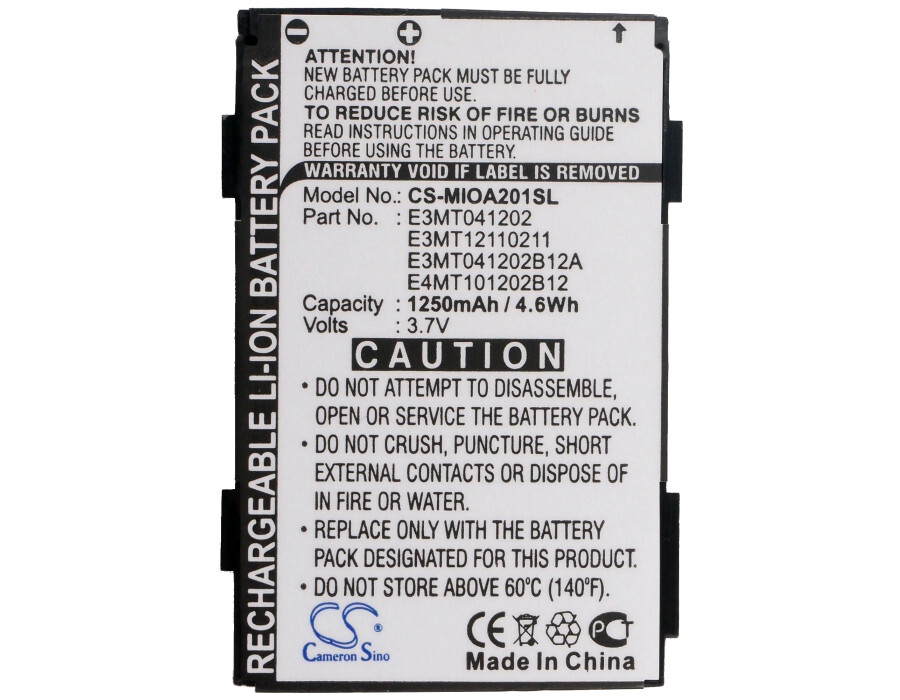 RECHARGEABLE LI-ION BATTERY PACK
ATTENTION!
NEW BATTERY PACK MUST BE FULLY
CHARGED BEFORE USE.
TO REDUCE RISK OF FIRE OR BURNS
READ INSTRUCTIONS IN OPERATING GUIDE
BEFORE USING THE BATTERY.
WARRANTY VOID IF LABEL IS REMOVED
Model No.: CS-MIOA201SL
Part No. : E3MT041202
E3MT12110211
E3MT041202B12A
E4MT101202B12
Capacity : 1250mAh / 4.6Wh
Volts : 3.7V
CAUTION
• DO NOT ATTEMPT TO DISASSEMBLE,
OPEN OR SERVICE THE BATTERY PACK.
• DO NOT CRUSH, PUNCTURE, SHORT
EXTERNAL CONTACTS OR DISPOSE OF
IN FIRE OR WATER.
• REPLACE ONLY WITH THE BATTERY
PACK DESIGNATED FOR THIS PRODUCT.
• DO NOT STORE ABOVE 60°C (140°F).
CS ®
Cameron Sino
CE PCT
Made In China